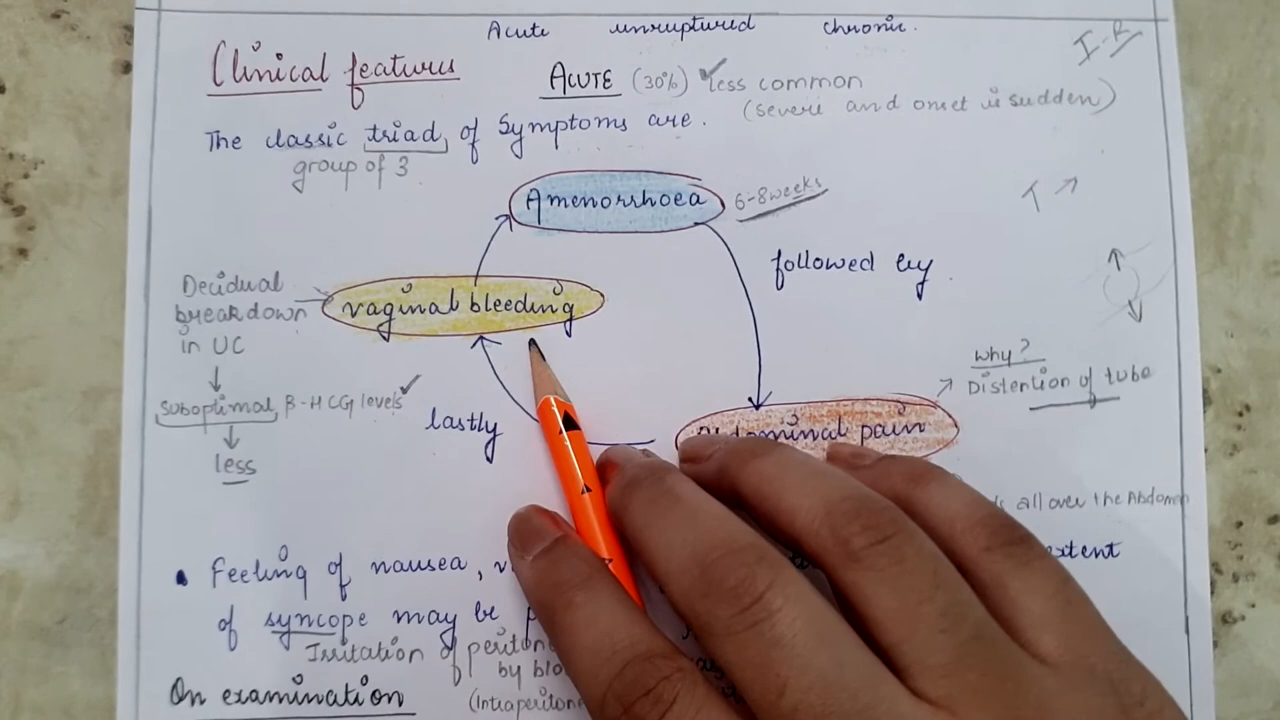 Acute unruptured chronic.
Clinical features
I-R
ACUTE (30%) ✓less common
(severe and onset is sudden)
The classic triad of Symptoms are.
group of 3
Amenorrhoea
6-8weeks
followed by
Decidual
breakdown
in UC
vaginal bleeding
why?
Distention of tube
suboptimal β-HCG levels
less
lastly
Abdominal pain
all over the Abdomen
Feeling of nausea,
extent
of syncope may be
Irritation of
by
On examination